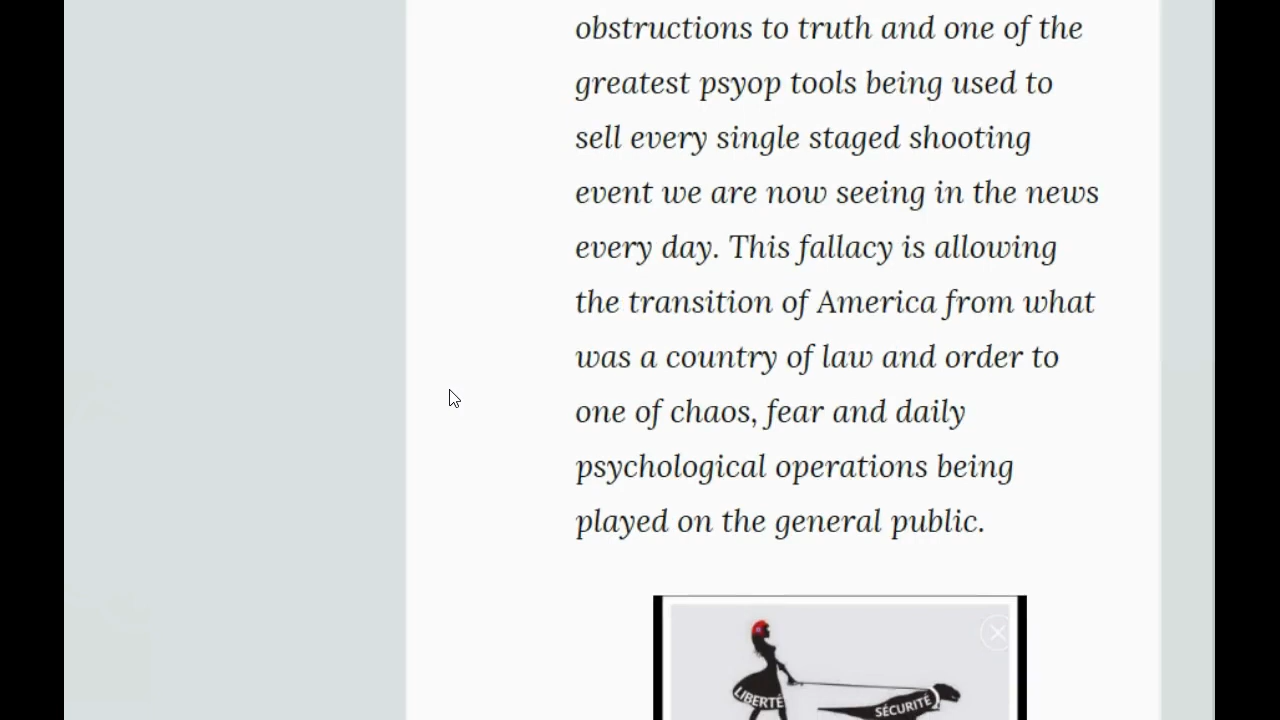 obstructions to truth and one of the
greatest psyop tools being used to
sell every single staged shooting
event we are now seeing in the news
every day. This fallacy is allowing
the transition of America from what
was a country of law and order to
one of chaos, fear and daily
psychological operations being
played on the general public.
LIBERTÉ
SÉCURITÉ